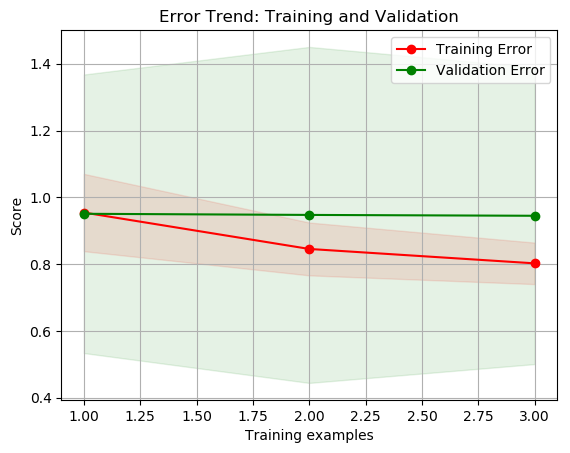 Error Trend: Training and Validation
Training Error
Validation Error
Score
1.4
1.2
1.0
0.8
0.6
0.4
1.00 1.25 1.50 1.75 2.00 2.25 2.50 2.75 3.00
Training examples